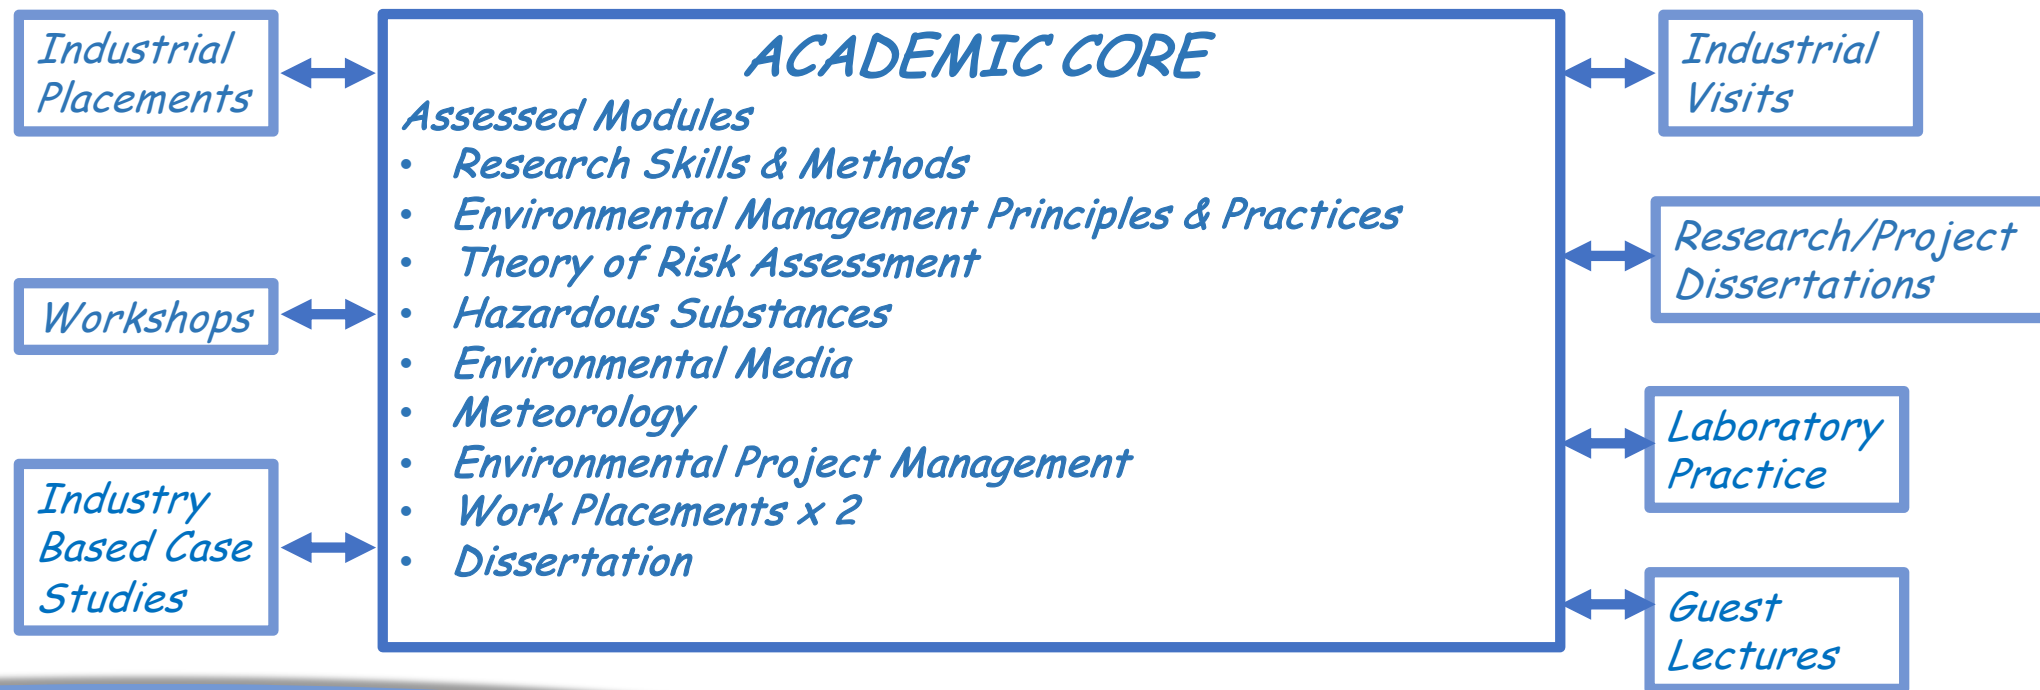 Industrial
Placements
Workshops
Industry
Based Case
Studies
ACADEMIC CORE
Assessed Modules
• Research Skills & Methods
• Environmental Management Principles & Practices
• Theory of Risk Assessment
• Hazardous Substances
• Environmental Media
• Meteorology
• Environmental Project Management
• Work Placements x 2
• Dissertation
Industrial
Visits
Research/Project
Dissertations
Laboratory
Practice
Guest
Lectures